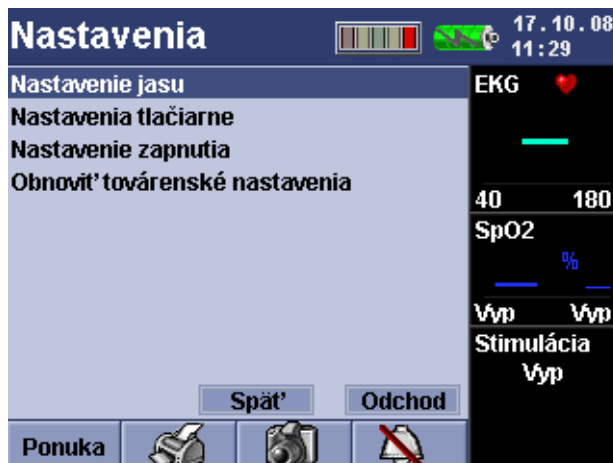 Nastavenia
17.10.08
11:29
Nastavenie jasu
Nastavenia tlačiarne
Nastavenie zapnutia
Obnoviť továrenské nastavenia
Späť
Odchod
Ponuka
EKG
40 180
SpO2
%
Vyp Vyp
Stimulácia
Vyp